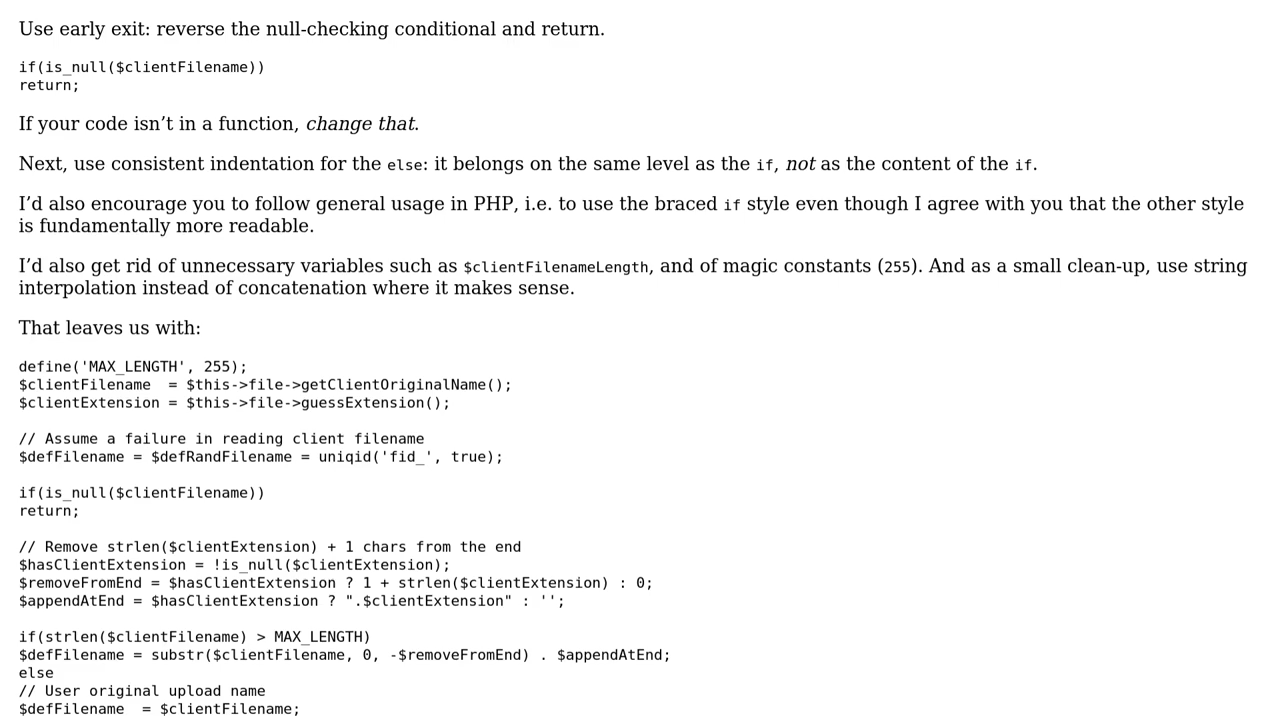 Use early exit: reverse the null-checking conditional and return.
if(is_null($clientFilename))
return;
If your code isn’t in a function, change that.
Next, use consistent indentation for the else: it belongs on the same level as the if, not as the content of the if.
I’d also encourage you to follow general usage in PHP, i.e. to use the braced if style even though I agree with you that the other style
is fundamentally more readable.
I’d also get rid of unnecessary variables such as $clientFilenameLength, and of magic constants (255). And as a small clean-up, use string
interpolation instead of concatenation where it makes sense.
That leaves us with:
define('MAX_LENGTH', 255);
$clientFilename  = $this->file->getClientOriginalName();
$clientExtension = $this->file->guessExtension();
// Assume a failure in reading client filename
$defFilename = $defRandFilename = uniqid('fid_', true);
if(is_null($clientFilename))
return;
// Remove strlen($clientExtension) + 1 chars from the end
$hasClientExtension = !is_null($clientExtension);
$removeFromEnd = $hasClientExtension ? 1 + strlen($clientExtension) : 0;
$appendAtEnd = $hasClientExtension ? ".$clientExtension" : '';
if(strlen($clientFilename) > MAX_LENGTH)
$defFilename = substr($clientFilename, 0, -$removeFromEnd) . $appendAtEnd;
else
// User original upload name
$defFilename  = $clientFilename;